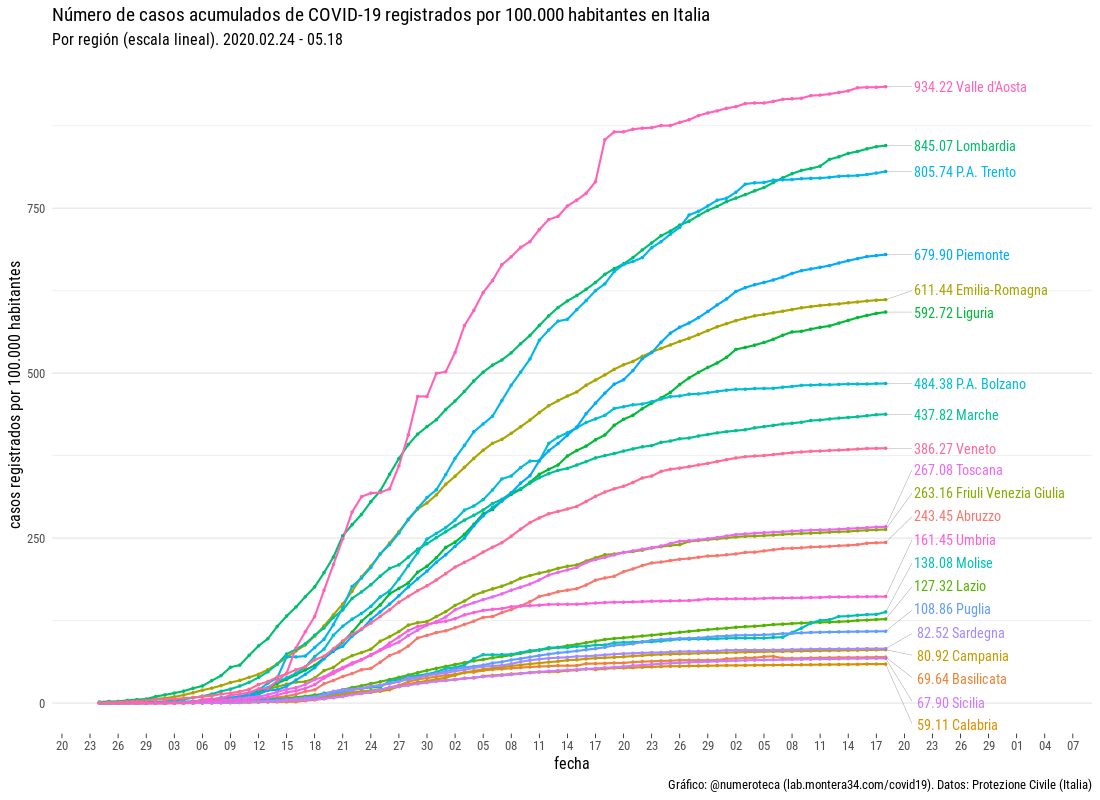 Número de casos acumulados de COVID-19 registrados por 100.000 habitantes en Italia
Por región (escala lineal). 2020.02.24 - 05.18
casos registrados por 100.000 habitantes
750
500
250
0
934.22 Valle d'Aosta
845.07 Lombardia
805.74 P.A. Trento
679.90 Piemonte
611.44 Emilia-Romagna
592.72 Liguria
484.38 P.A. Bolzano
437.82 Marche
386.27 Veneto
267.08 Toscana
263.16 Friuli Venezia Giulia
243.45 Abruzzo
161.45 Umbria
138.08 Molise
127.32 Lazio
108.86 Puglia
82.52 Sardegna
80.92 Campania
69.64 Basilicata
67.90 Sicilia
59.11 Calabria
20 23 26 29 03 06 09 12 15 18 21 24 27 30 02 05 08 11 14 17 20 23 26 29 02 05 08 11 14 17 20 23 26 29 01 04 07
fecha
Gráfico: @numeroteca (lab.montera34.com/covid19). Datos: Protezione Civile (Italia)